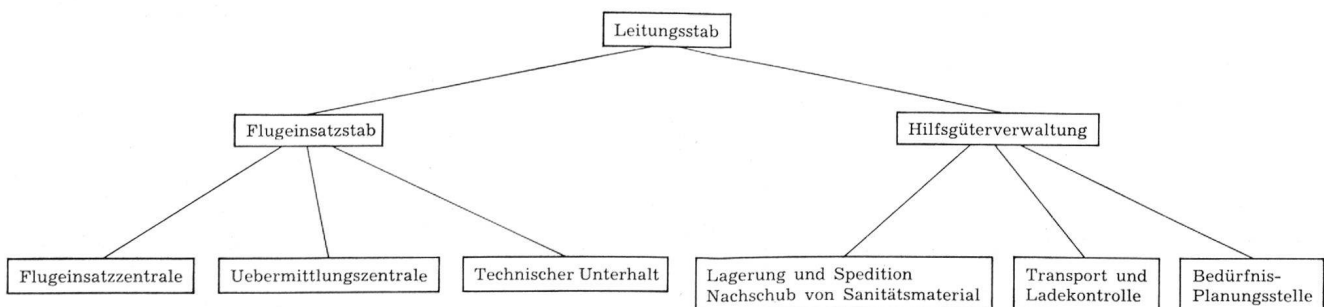 Leitungsstab
Flugeinsatzstab
Hilfsgüterverwaltung
Flugeinsatzzentrale
Uebermittlungszentrale
Technischer Unterhalt
Lagerung und Spedition
Nachschub von Sanitätsmaterial
Transport und
Ladekontrolle
Bedürfnis-
Planungsstelle